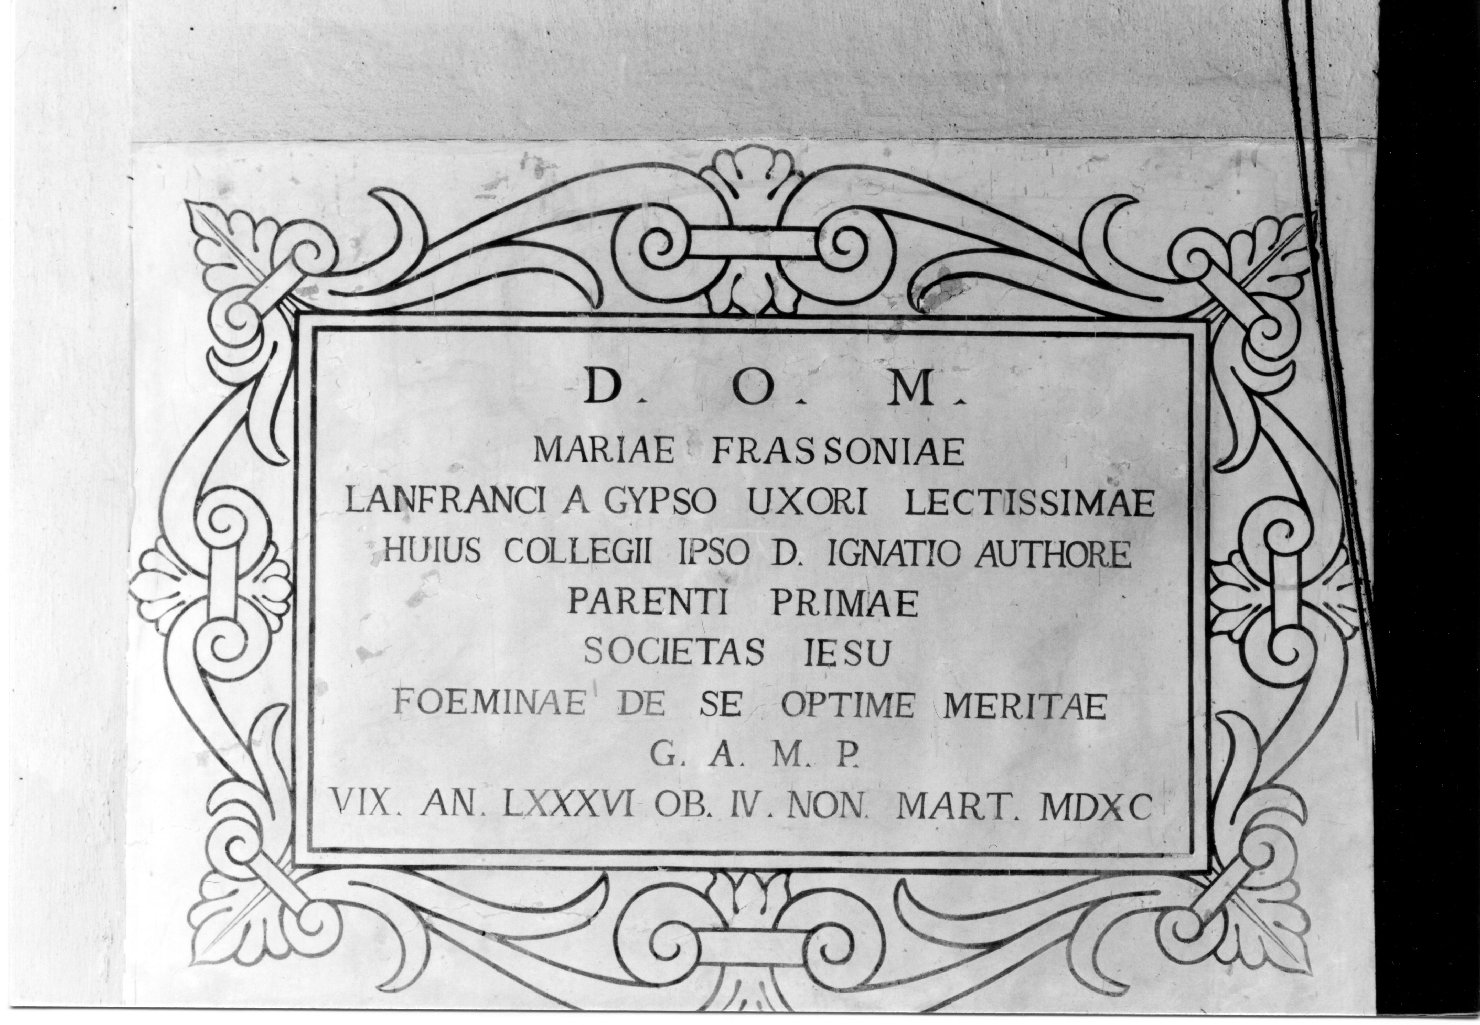 D. O. M.
MARIAE FRASSONIAE
LANFRANCI A GYPSO UXORI LECTISSIMAE
HUIUS COLLEGII IPSO D. IGNATIO AUTHORE
PARENTI PRIMAE
SOCIETAS IESU
FOEMINAE DE SE OPTIME MERITAE
G. A. M. P.
VIX. AN. LXXXVI OB. IV. NON. MART. MDXC